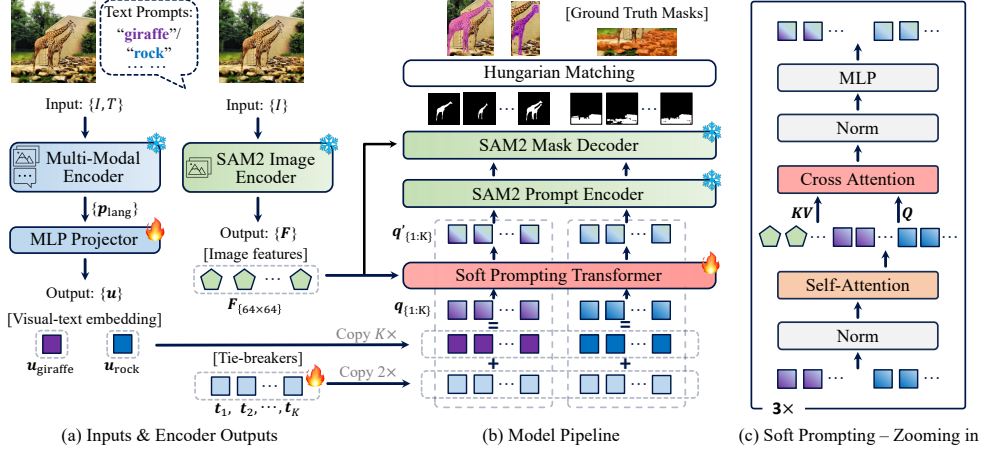 Text Prompts:
“giraffe”/
“rock”
... ...
Input: {I, T}
Input: {I}
Multi-Modal
Encoder
SAM2 Image
Encoder
{p_lang}
MLP Projector
Output: {u}
[Visual-text embedding]
u_giraffe
u_rock
Output: {F}
[Image features]
...
F_{64×64}
[Tie-breakers]
...
t_1, t_2, ⋯, t_K
Copy K×
Copy 2×
(a) Inputs & Encoder Outputs
[Ground Truth Masks]
Hungarian Matching
... ...
SAM2 Mask Decoder
SAM2 Prompt Encoder
q'_{1:K}
... ...
Soft Prompting Transformer
q_{1:K}
... ...
= =
... ...
+ +
... ...
(b) Model Pipeline
... ...
MLP
Norm
Cross Attention
KV Q
... ... ...
Self-Attention
Norm
... ...
3×
(c) Soft Prompting – Zooming in